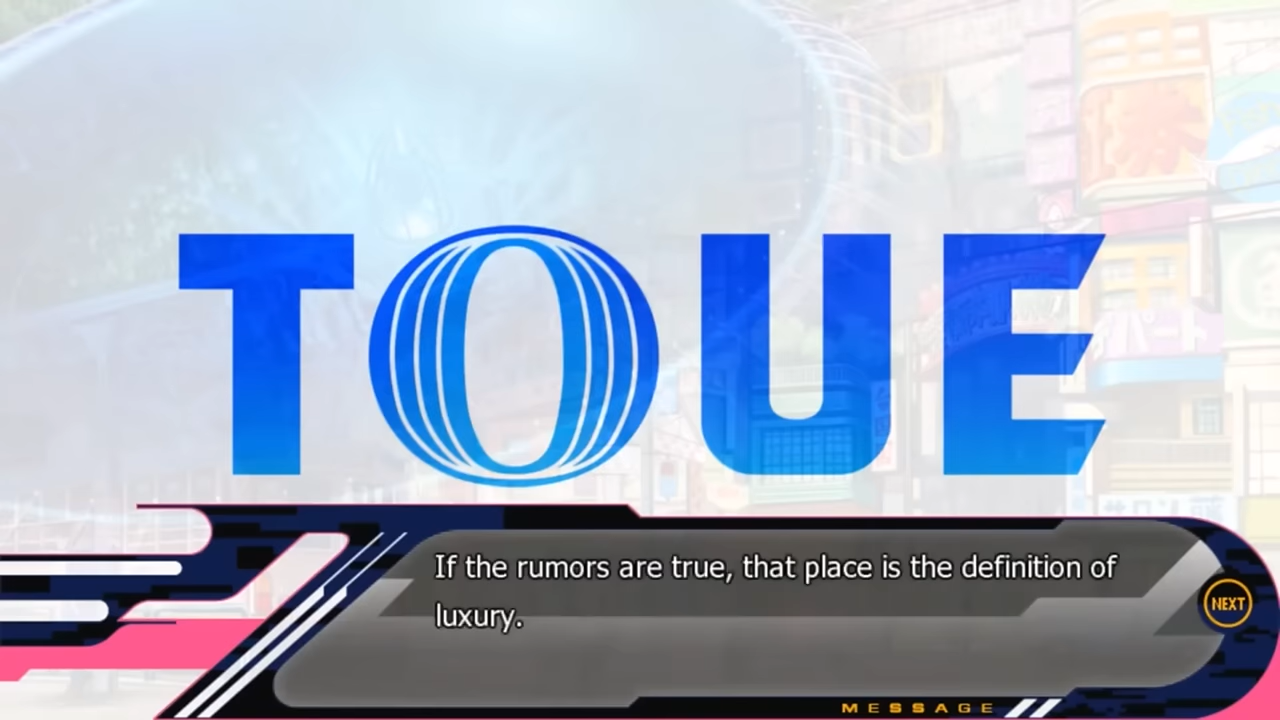 TOUE
If the rumors are true, that place is the definition of
luxury.
NEXT
MESSAGE